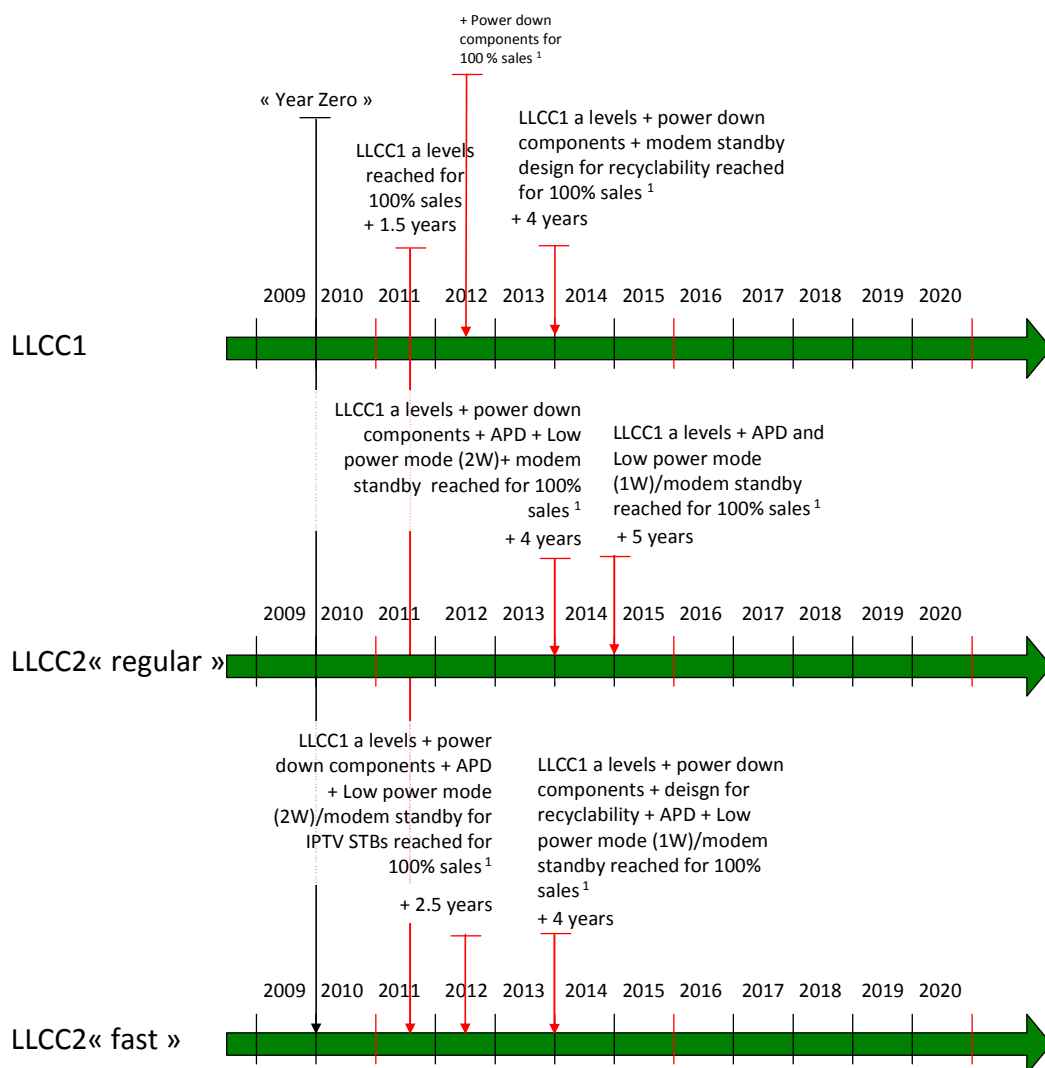 + Power down
components for
100 % sales 1
« Year Zero »
LLCC1 a levels
reached for
100% sales
+ 1.5 years
LLCC1 a levels + power down
components + modem standby
design for recyclability reached
for 100% sales 1
+ 4 years
2009 2010 2011 2012 2013 2014 2015 2016 2017 2018 2019 2020
LLCC1
LLCC1 a levels + power down
components + APD + Low
power mode (2W)+ modem
standby reached for 100%
sales 1
+ 4 years
LLCC1 a levels + APD and
Low power mode
(1W)/modem standby
reached for 100% sales 1
+ 5 years
2009 2010 2011 2012 2013 2014 2015 2016 2017 2018 2019 2020
LLCC2« regular »
LLCC1 a levels + power
down components + APD
+ Low power mode
(2W)/modem standby for
IPTV STBs reached for
100% sales 1
+ 2.5 years
LLCC1 a levels + power down
components + deisgn for
recyclability + APD + Low
power mode (1W)/modem
standby reached for 100%
sales 1
+ 4 years
2009 2010 2011 2012 2013 2014 2015 2016 2017 2018 2019 2020
LLCC2« fast »